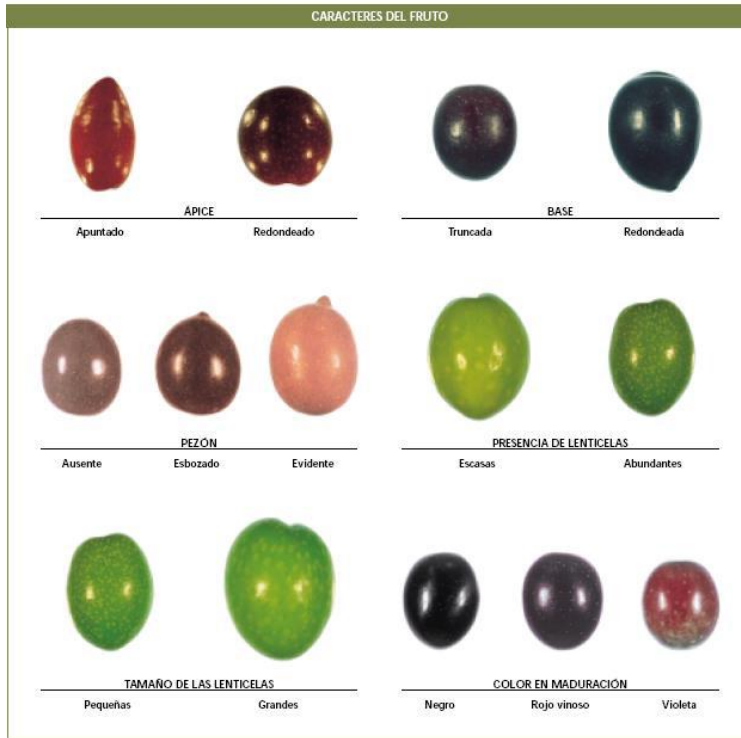 CARACTERES DEL FRUTO
ÁPICE
Apuntado Redondeado
BASE
Truncada Redondeada
PEZÓN
Ausente Esbozado Evidente
PRESENCIA DE LENTICELAS
Escasas Abundantes
TAMAÑO DE LAS LENTICELAS
Pequeñas Grandes
COLOR EN MADURACIÓN
Negro Rojo vinoso Violeta